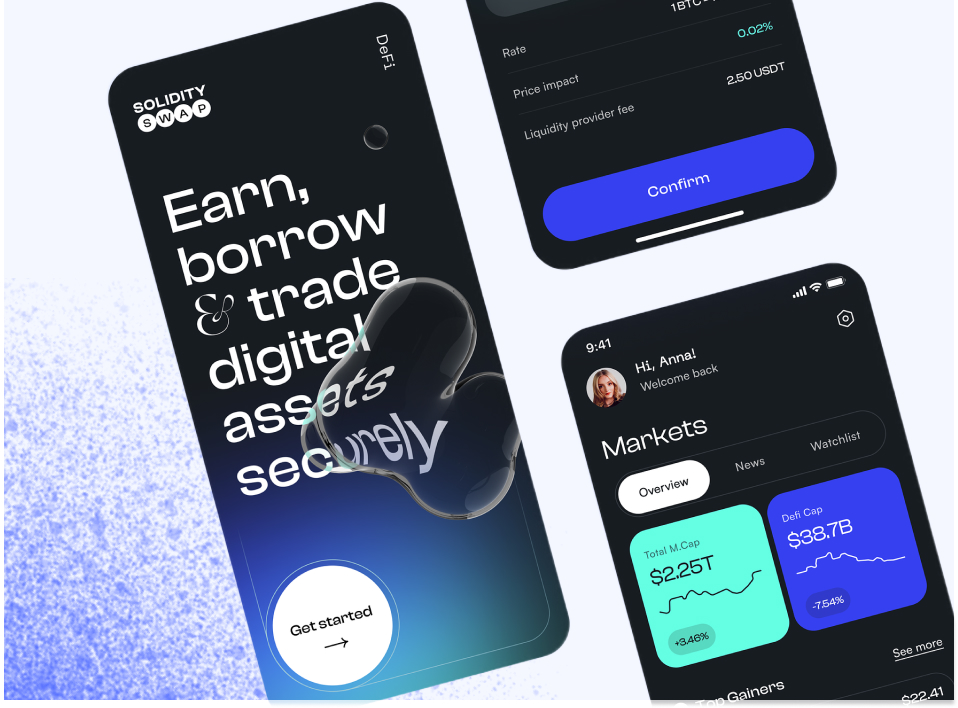 DeFi
SOLIDITY
SWAP
Earn,
borrow
& trade
digital
assets
securely
Get started
1 BTC
Rate
0.02%
Price impact
2.50 USDT
Liquidity provider fee
Confirm
9:41
Hi, Anna!
Welcome back
Markets
Overview
News
Watchlist
Total M.Cap
$2.25T
+3.46%
Defi Cap
$38.7B
-7.54%
See more
Top Gainers
$22.41